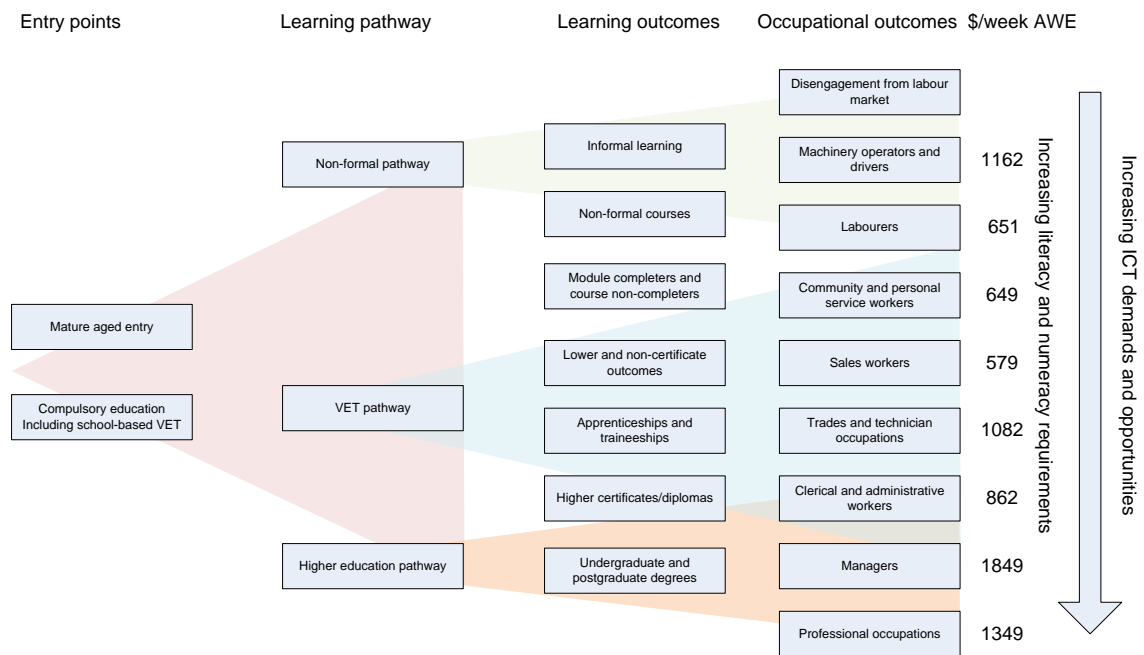 Entry points
Learning pathway
Learning outcomes
Occupational outcomes
$/week AWE
Mature aged entry
Compulsory education
Including school-based VET
Non-formal pathway
VET pathway
Higher education pathway
Informal learning
Non-formal courses
Module completers and
course non-completers
Lower and non-certificate
outcomes
Apprenticeships and
traineeships
Higher certificates/diplomas
Undergraduate and
postgraduate degrees
Disengagement from labour
market
Machinery operators and
drivers
1162
Labourers
651
Community and personal
service workers
649
Sales workers
579
Trades and technician
occupations
1082
Clerical and administrative
workers
862
Managers
1849
Professional occupations
1349
Increasing literacy and numeracy requirements
Increasing ICT demands and opportunities